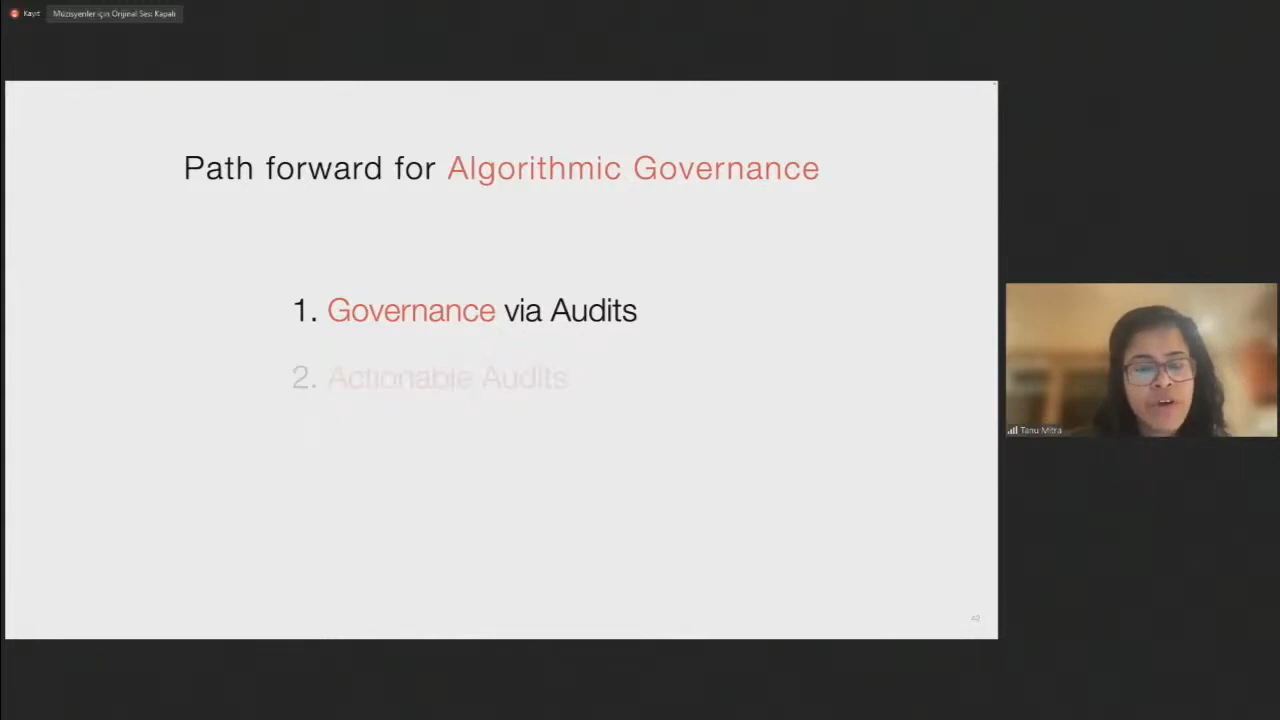 Kayıt
Müzisyenler için Orijinal Ses: Kapalı
Path forward for Algorithmic Governance
1. Governance via Audits
2. Actionable Audits
Tanu Mitra
42